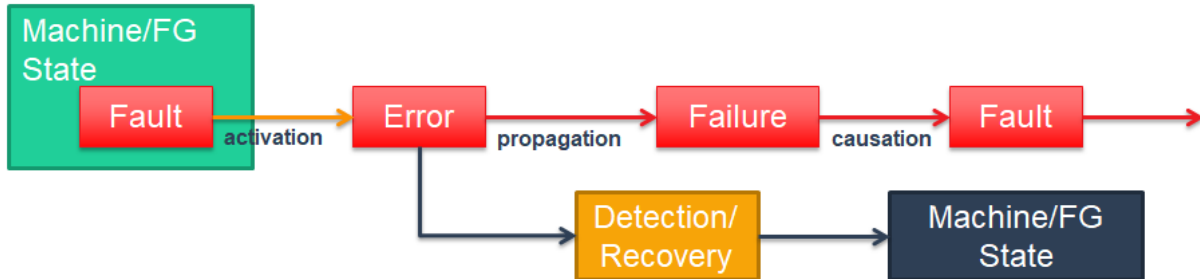 Machine/FG
State
Fault
activation
Error
propagation
Failure
causation
Fault
Detection/
Recovery
Machine/FG
State